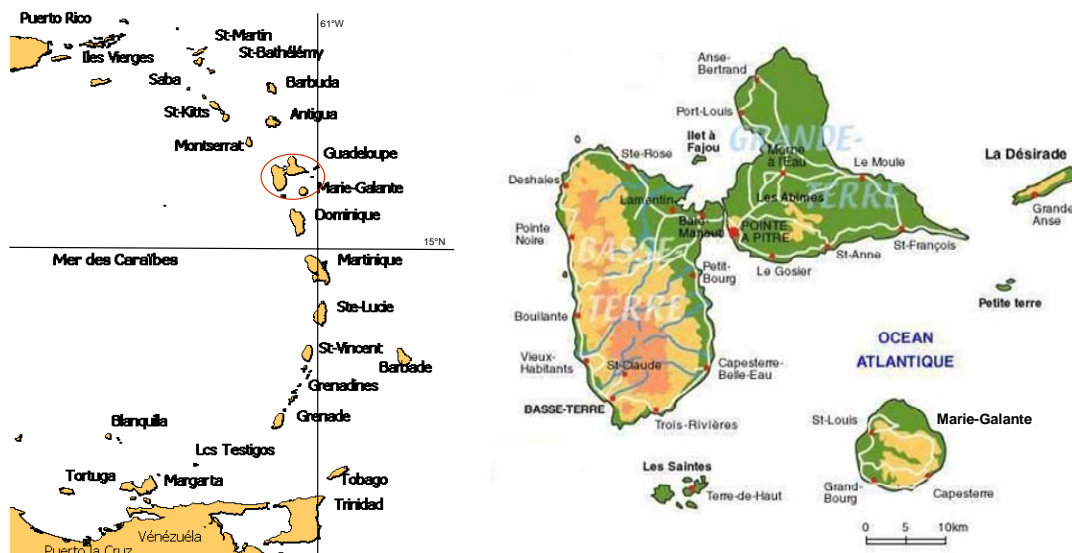 Puerto Rico
61°W
St-Martin
St-Bathélémy
Iles Vierges
Saba
Barbuda
St-Kitts
Antigua
Montserrat
Guadeloupe
Marie-Galante
Dominique
15°N
Mer des Caraïbes
Martinique
Ste-Lucie
St-Vincent
Barbade
Grenadines
Grenade
Blanquilla
Los Testigos
Tortuga
Margarta
Tobago
Trinidad
Vénézuéla
Puerto la Cruz
Anse-
Bertrand
Port-Louis
GRANDE-
TERRE
Ilet à
Fajou
Morne
à l'Eau
Le Moule
La Désirade
Ste-Rose
Deshaies
Lamentin
Les Abimes
Grande
Anse
Baie-
Mahault
POINTE
A PITRE
Pointe
Noire
BASSE
TERRE
St-François
St-Anne
Le Gosier
Petit-
Bourg
Petite terre
Bouillante
OCEAN
ATLANTIQUE
Vieux-
Habitants
St-Claude
Capesterre-
Belle-Eau
BASSE-TERRE
Trois-Rivières
St-Louis
Marie-Galante
Les Saintes
Terre-de-Haut
Grand-
Bourg
Capesterre
0 5 10km